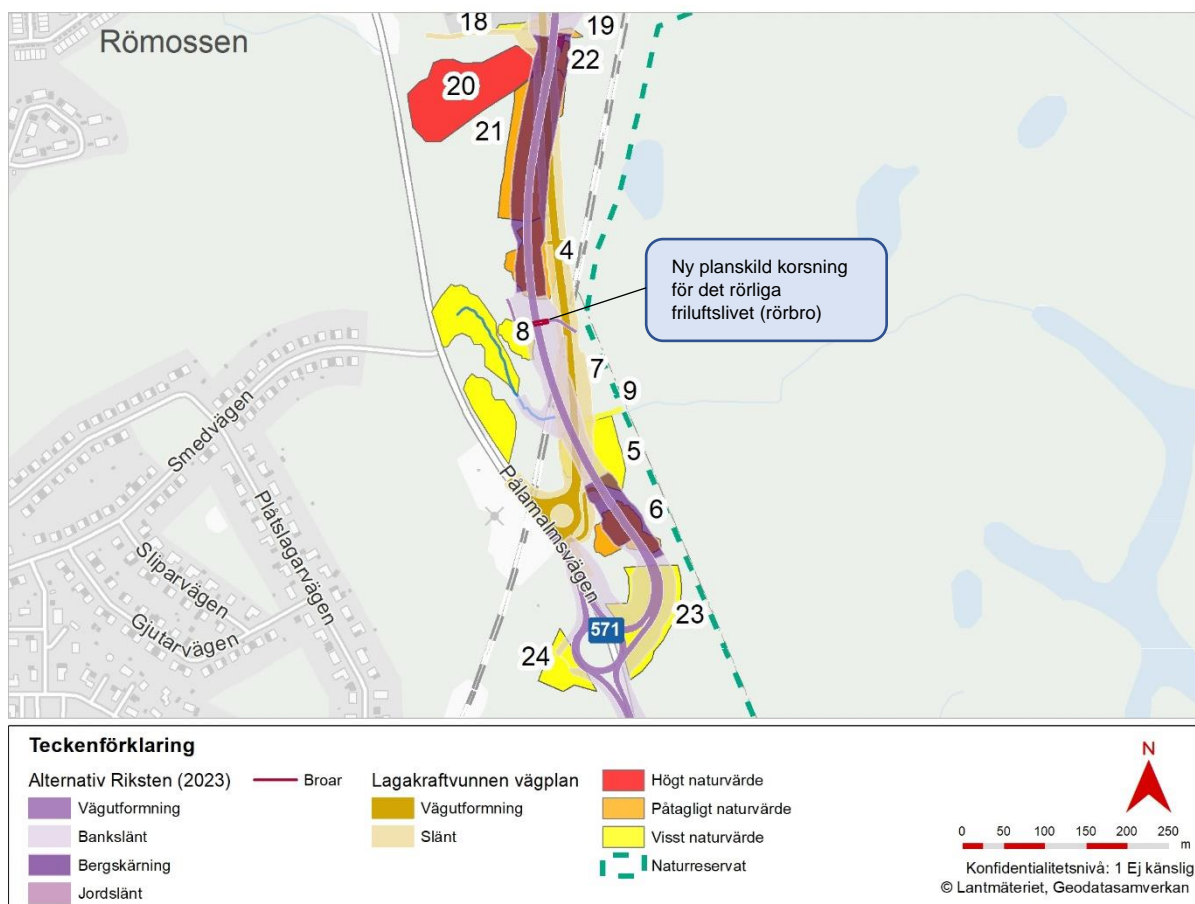 18
19
Römossen
22
20
21
4
Ny planskild korsning
för det rörliga
friluftslivet (rörbro)
8
7
9
Smedvägen
5
Pålamalmsvägen
6
Plåtslagarvägen
Sliparvägen
Gjutarvägen
23
571
24
Teckenförklaring
Alternativ Riksten (2023)
Vägutformning
Bankslänt
Bergskärning
Jordslänt
Broar
Lagakraftvunnen vägplan
Vägutformning
Slänt
Högt naturvärde
Påtagligt naturvärde
Visst naturvärde
Naturreservat
N
0 50 100 150 200 250
m
Konfidentialitetsnivå: 1 Ej känslig
© Lantmäteriet, Geodatasamverkan